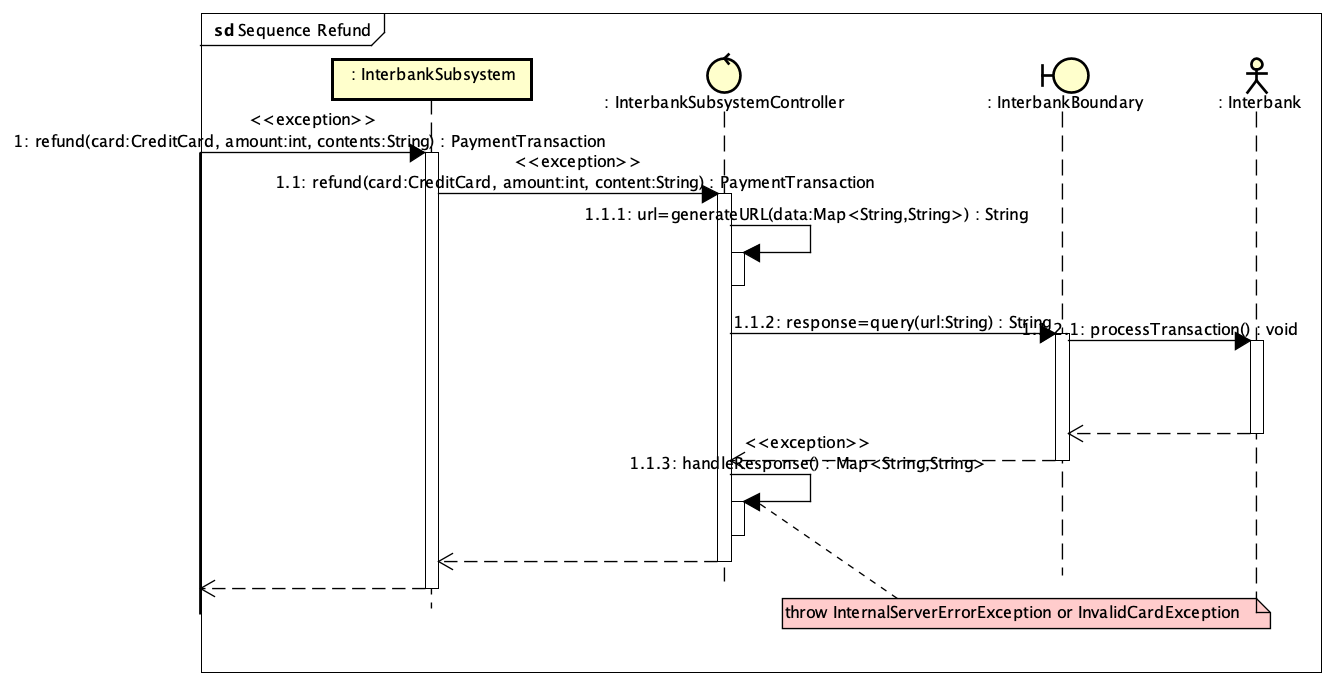 sd Sequence Refund
: InterbankSubsystem
: InterbankSubsystemController
: InterbankBoundary
: Interbank
<<exception>>
1: refund(card:CreditCard, amount:int, contents:String) : PaymentTransaction
<<exception>>
1.1: refund(card:CreditCard, amount:int, content:String) : PaymentTransaction
1.1.1: url=generateURL(data:Map<String,String>) : String
1.1.2: response=query(url:String) : String
1.1.2.1: processTransaction() : void
<<exception>>
1.1.3: handleResponse() : Map<String,String>
throw InternalServerErrorException or InvalidCardException